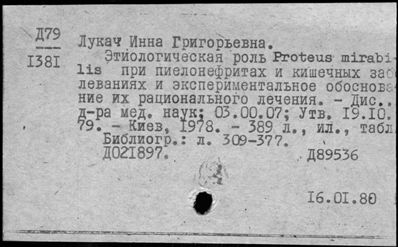 Д79
1381
Лукач Инна Григорьевна.
Этиологическая роль Proteus mirabi-
lis при пиелонефритах и кишечных заб
леваниях и экспериментальное обоснова
ние их рационального лечения. - Дис.,
д-ра мед. наук; 03.00.07; Утв. 19.10.
79. - Киев, 1978. - 389 л., ил., табл
Библиогр.: л. 309-377.
Д021897. Д89536
16.01.80